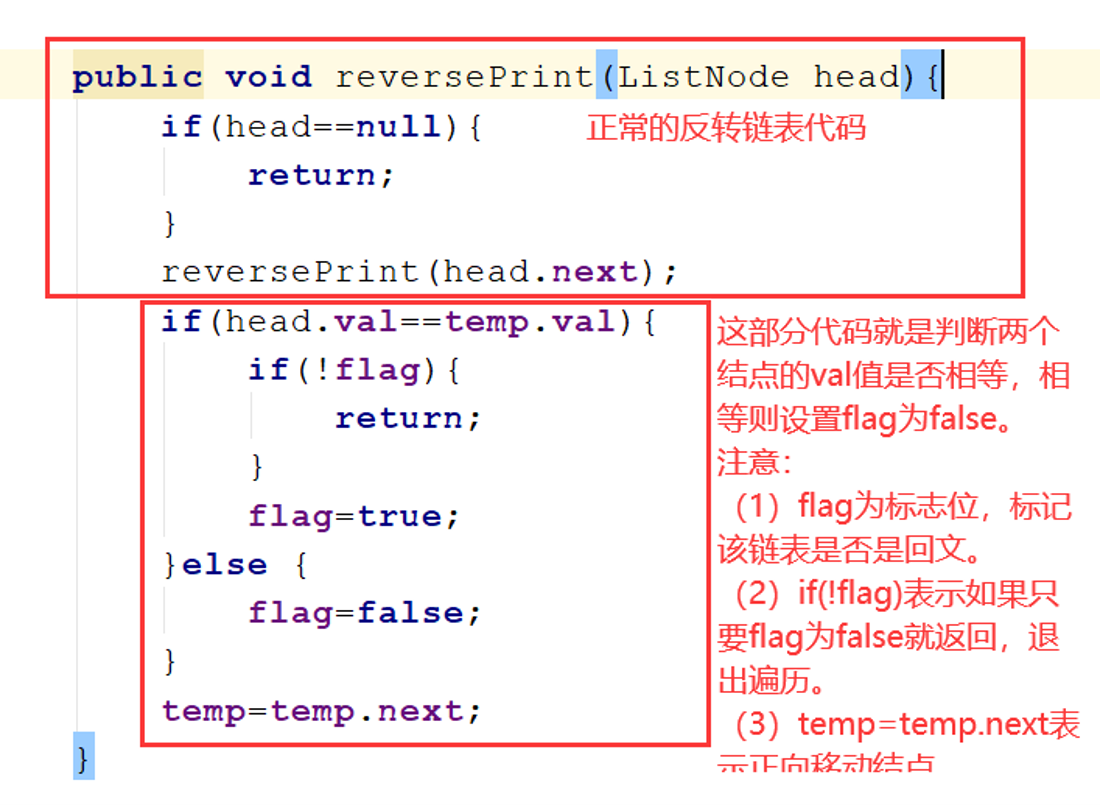 public void reversePrint(ListNode head){
if(head==null){
正常的反转链表代码
return;
}
reversePrint(head.next);
if(head.val==temp.val){
if(!flag){
return;
}
flag=true;
}else {
flag=false;
}
temp=temp.next;
}
这部分代码就是判断两个
结点的val值是否相等，相
等则设置flag为false。
注意：
（1）flag为标志位，标记
该链表是否是回文。
（2）if(!flag)表示如果只
要flag为false就返回，退
出遍历。
（3）temp=temp.next表
示正向移动结点